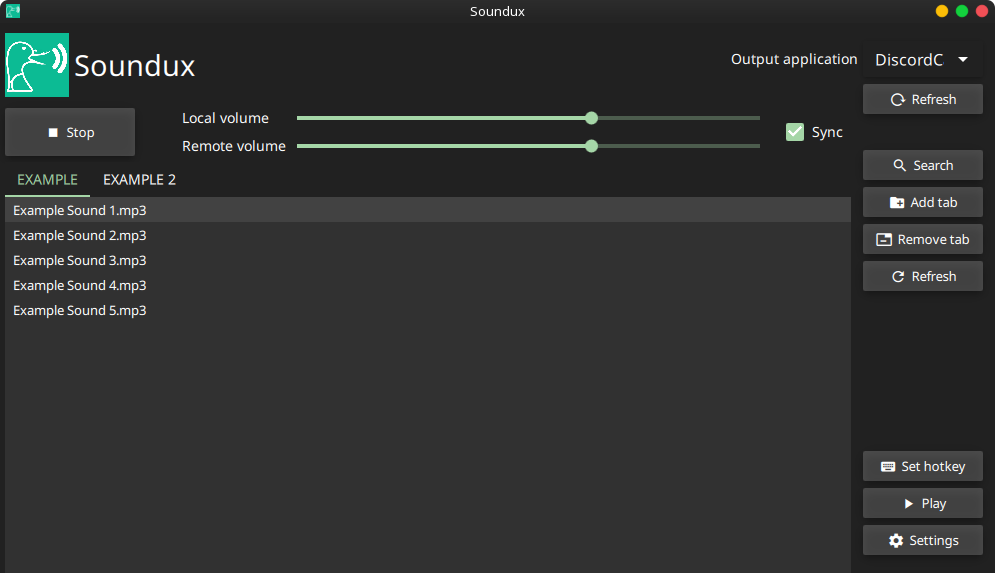 Soundux
Soundux
Output application
DiscordC
Refresh
Stop
Local volume
Remote volume
Sync
Search
EXAMPLE
EXAMPLE 2
Add tab
Example Sound 1.mp3
Example Sound 2.mp3
Example Sound 3.mp3
Example Sound 4.mp3
Example Sound 5.mp3
Remove tab
Refresh
Set hotkey
Play
Settings